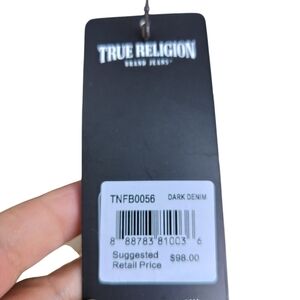 TRUE RELIGION
BRAND JEANS
TNFB0056 DARK DENIM
8 88783 81003 6
Suggested
Retail Price $98.00